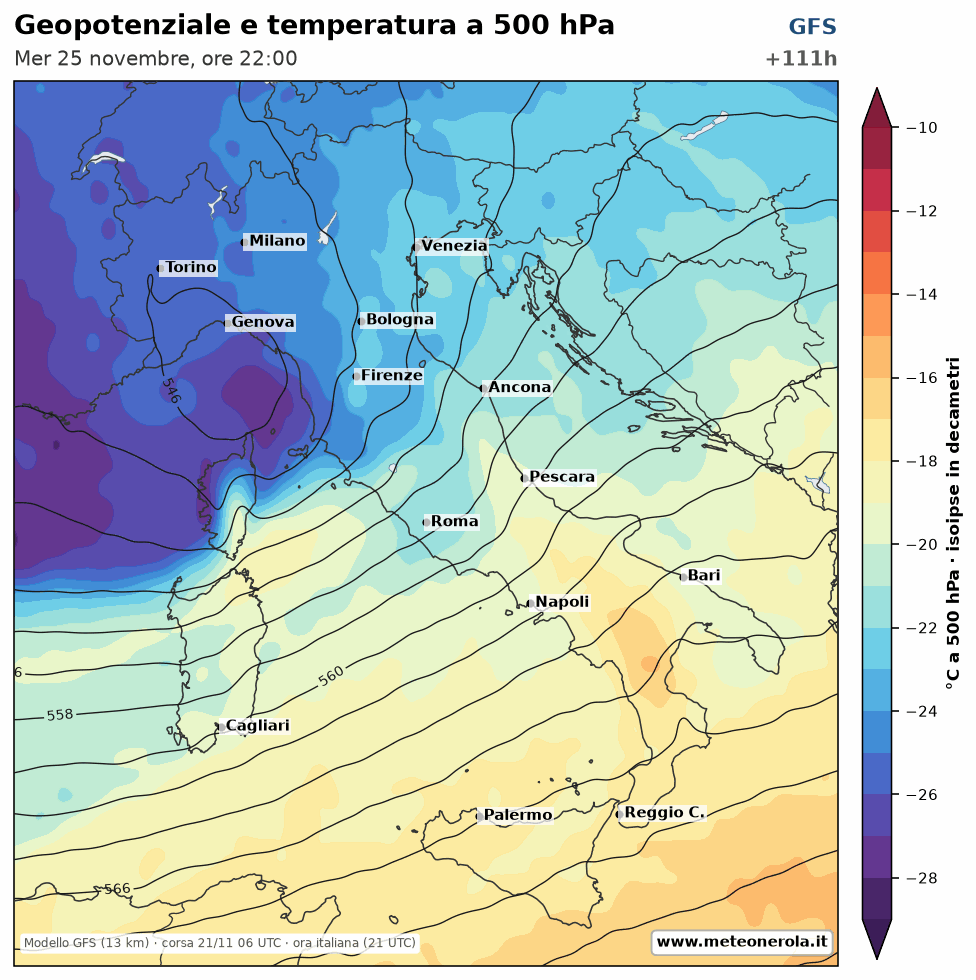 Geopotenziale e temperatura a 500 hPa
GFS
Mer 25 novembre, ore 22:00
+111h
Milano
Venezia
Torino
Genova
Bologna
Firenze
546
Ancona
Pescara
Roma
Bari
Napoli
6
560
558
Cagliari
Palermo
Reggio C.
566
Modello GFS (13 km) · corsa 21/11 06 UTC · ora italiana (21 UTC)
www.meteonerola.it
−10
−12
−14
−16
−18
−20
−22
−24
−26
−28
°C a 500 hPa · isoipse in decametri